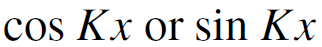 cos Kx or sin Kx